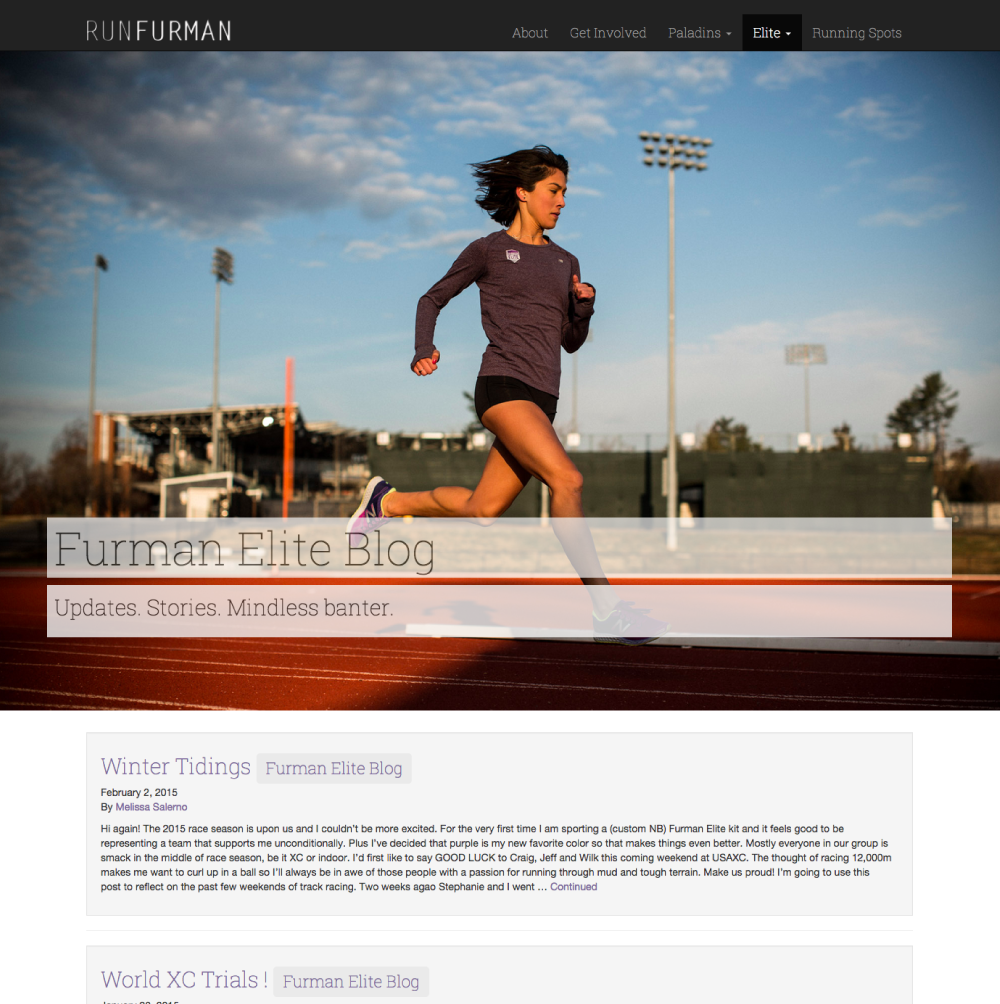 RUNFURMAN
About Get Involved Paladins Elite Running Spots
Furman Elite Blog
Updates. Stories. Mindless banter.
Winter Tidings Furman Elite Blog
February 2, 2015
By Melissa Salerno
Hi again! The 2015 race season is upon us and I couldn't be more excited. For the very first time I am sporting a (custom NB) Furman Elite kit and it feels good to be
representing a team that supports me unconditionally. Plus I've decided that purple is my new favorite color so that makes things even better. Mostly everyone in our group is
smack in the middle of race season, be it XC or indoor. I'd first like to say GOOD LUCK to Craig, Jeff and Wilk this coming weekend at USAXC. The thought of racing 12,000m
makes me want to curl up in a ball so I'll always be in awe of those people with a passion for running through mud and tough terrain. Make us proud! I'm going to use this
post to reflect on the past few weekends of track racing. Two weeks agao Stephanie and I went … Continued
World XC Trials ! Furman Elite Blog